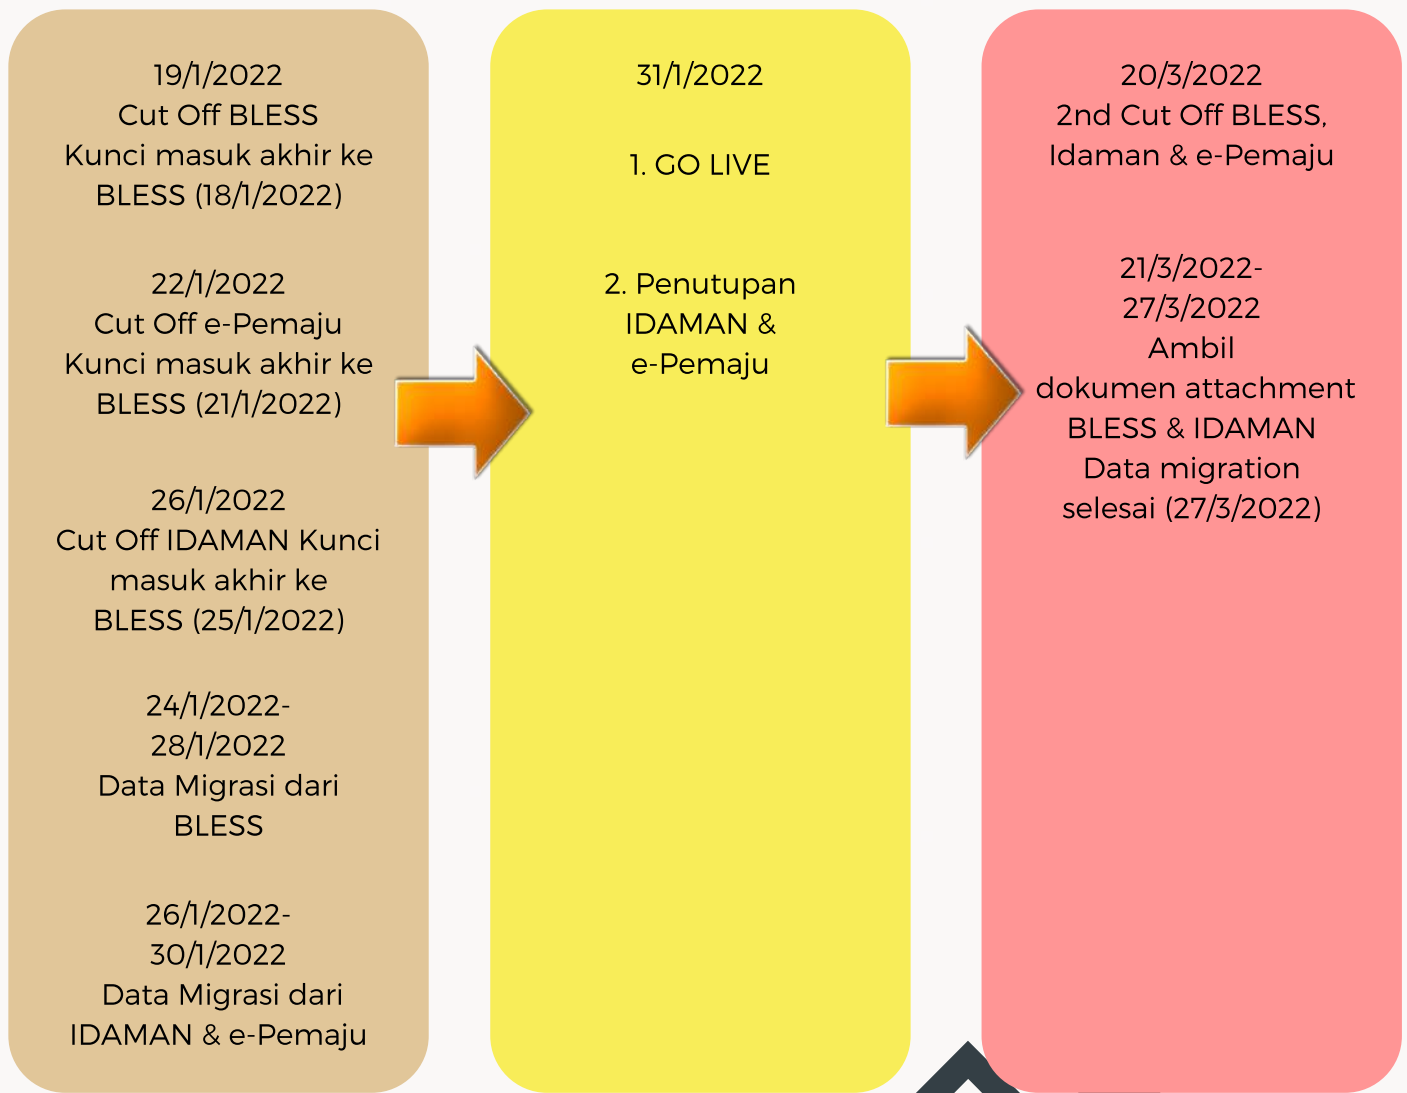 19/1/2022
Cut Off BLESS
Kunci masuk akhir ke
BLESS (18/1/2022)
22/1/2022
Cut Off e-Pemaju
Kunci masuk akhir ke
BLESS (21/1/2022)
26/1/2022
Cut Off IDAMAN Kunci
masuk akhir ke
BLESS (25/1/2022)
24/1/2022-
28/1/2022
Data Migrasi dari
BLESS
26/1/2022-
30/1/2022
Data Migrasi dari
IDAMAN & e-Pemaju
31/1/2022
1. GO LIVE
2. Penutupan
IDAMAN &
e-Pemaju
20/3/2022
2nd Cut Off BLESS,
Idaman & e-Pemaju
21/3/2022-
27/3/2022
Ambil
dokumen attachment
BLESS & IDAMAN
Data migration
selesai (27/3/2022)